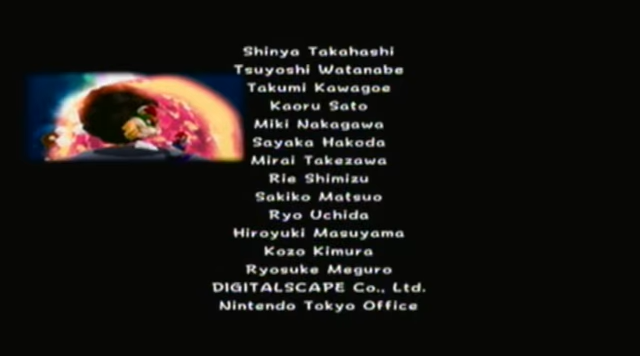 Shinya Takahashi
Tsuyoshi Watanabe
Takumi Kawagoe
Kaoru Sato
Miki Nakagawa
Sayaka Hakoda
Mirai Takezawa
Rie Shimizu
Sakiko Matsuo
Ryo Uchida
Hiroyuki Masuyama
Kozo Kimura
Ryosuke Meguro
DIGITALSCAPE Co., Ltd.
Nintendo Tokyo Office